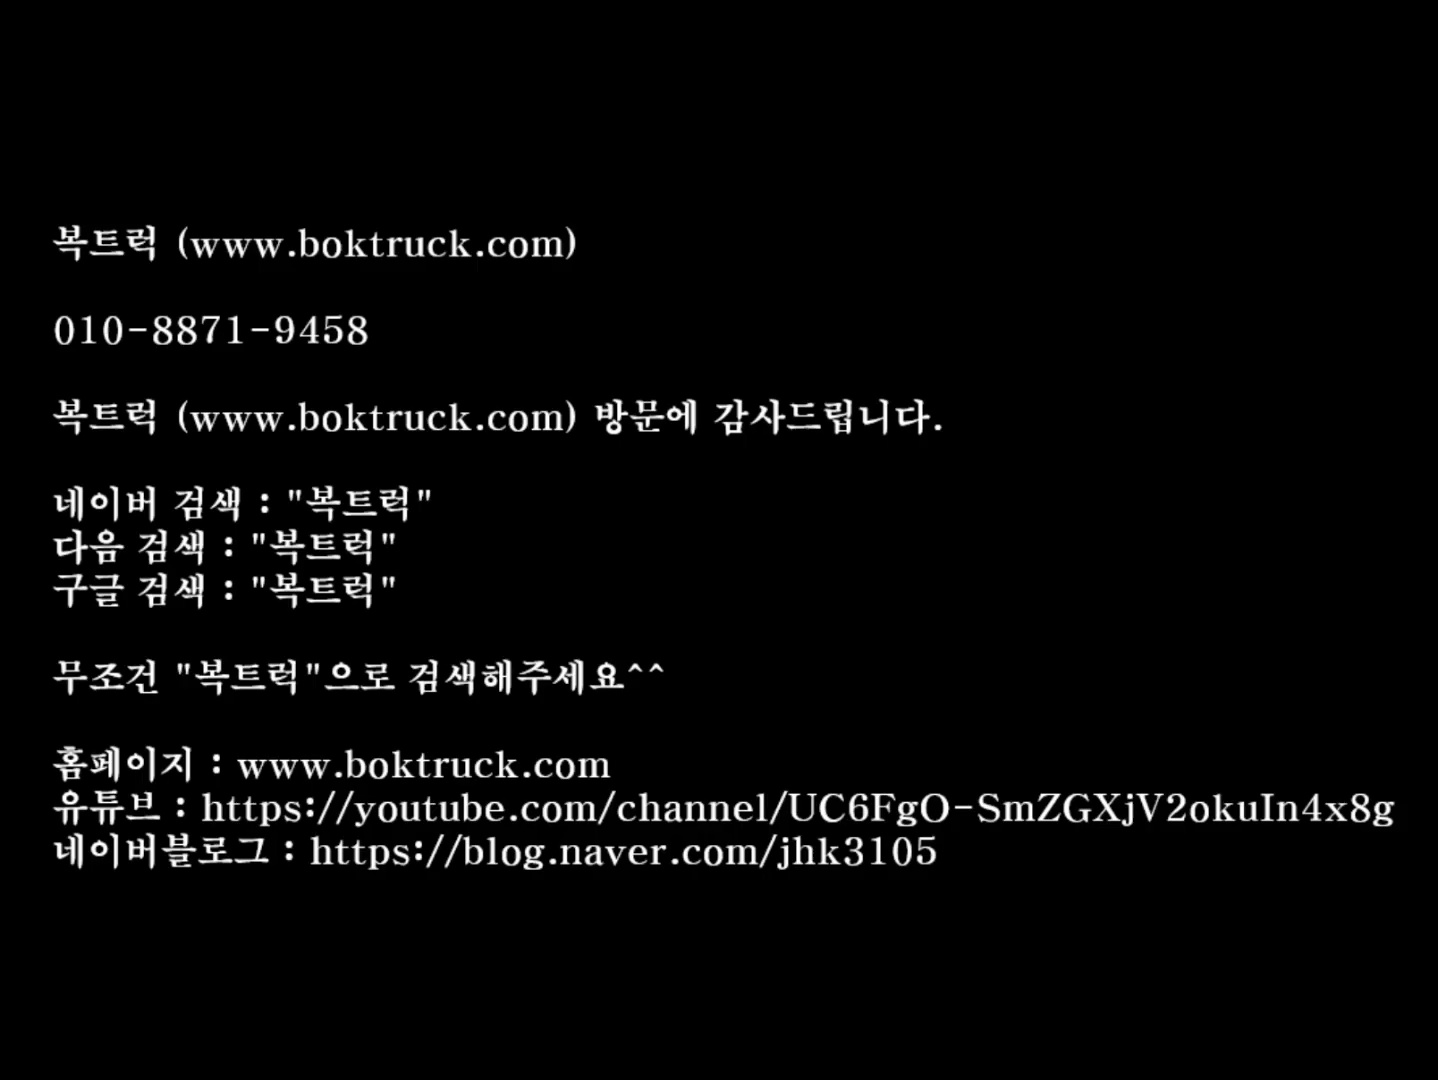 복트럭 (www.boktruck.com)
010-8871-9458
복트럭 (www.boktruck.com) 방문에 감사드립니다.
네이버 검색 : "복트럭"
다음 검색 : "복트럭"
구글 검색 : "복트럭"
무조건 "복트럭"으로 검색해주세요^^
홈페이지 : www.boktruck.com
유튜브 : https://youtube.com/channel/UC6FgO-SmZGXjV2okuIn4x8g
네이버블로그 : https://blog.naver.com/jhk3105